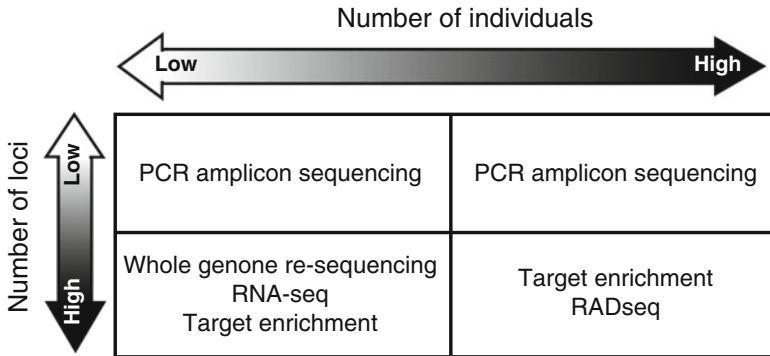 Number of individuals
Low
High
Number of loci
Low
High
PCR amplicon sequencing
PCR amplicon sequencing
Whole genone re-sequencing
RNA-seq
Target enrichment
Target enrichment
RADseq